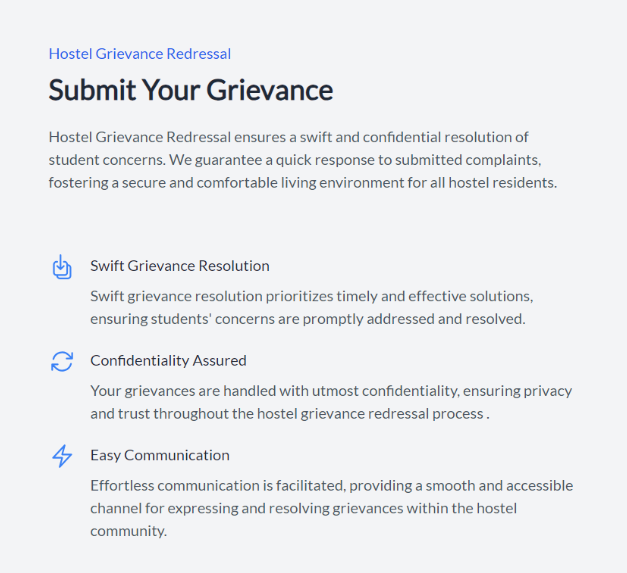 Hostel Grievance Redressal
Submit Your Grievance
Hostel Grievance Redressal ensures a swift and confidential resolution of
student concerns. We guarantee a quick response to submitted complaints,
fostering a secure and comfortable living environment for all hostel residents.
Swift Grievance Resolution
Swift grievance resolution prioritizes timely and effective solutions,
ensuring students' concerns are promptly addressed and resolved.
Confidentiality Assured
Your grievances are handled with utmost confidentiality, ensuring privacy
and trust throughout the hostel grievance redressal process .
Easy Communication
Effortless communication is facilitated, providing a smooth and accessible
channel for expressing and resolving grievances within the hostel
community.